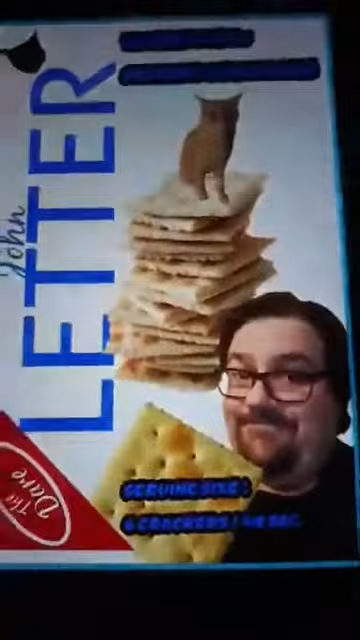 John
LETTER
The
Dare
SERVING SIZE:
6 CRACKERS /